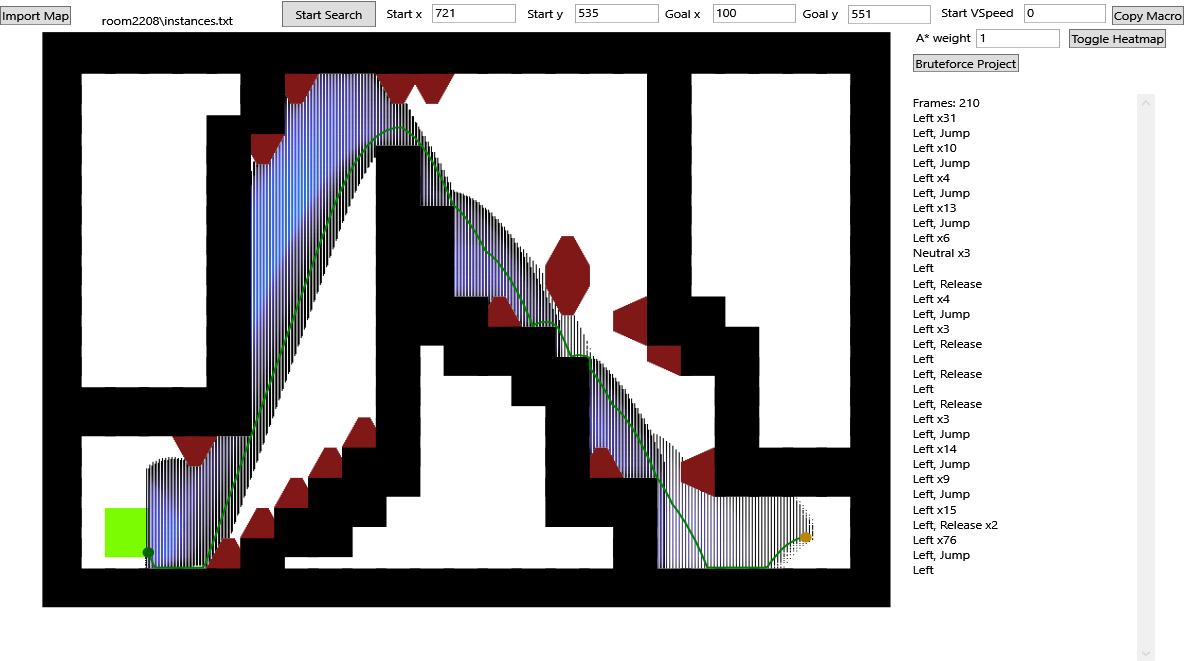 Import Map
room2208\instances.txt
Start Search
Start x 721
Start y 535
Goal x 100
Goal y 551
Start VSpeed 0
Copy Macro
A* weight 1
Toggle Heatmap
Bruteforce Project
Frames: 210
Left x31
Left, Jump
Left x10
Left, Jump
Left x4
Left, Jump
Left x13
Left, Jump
Left x6
Neutral x3
Left
Left, Release
Left x4
Left, Jump
Left x3
Left, Release
Left
Left, Release
Left
Left, Release
Left x3
Left, Jump
Left x14
Left, Jump
Left x9
Left, Jump
Left x15
Left, Release x2
Left x76
Left, Jump
Left